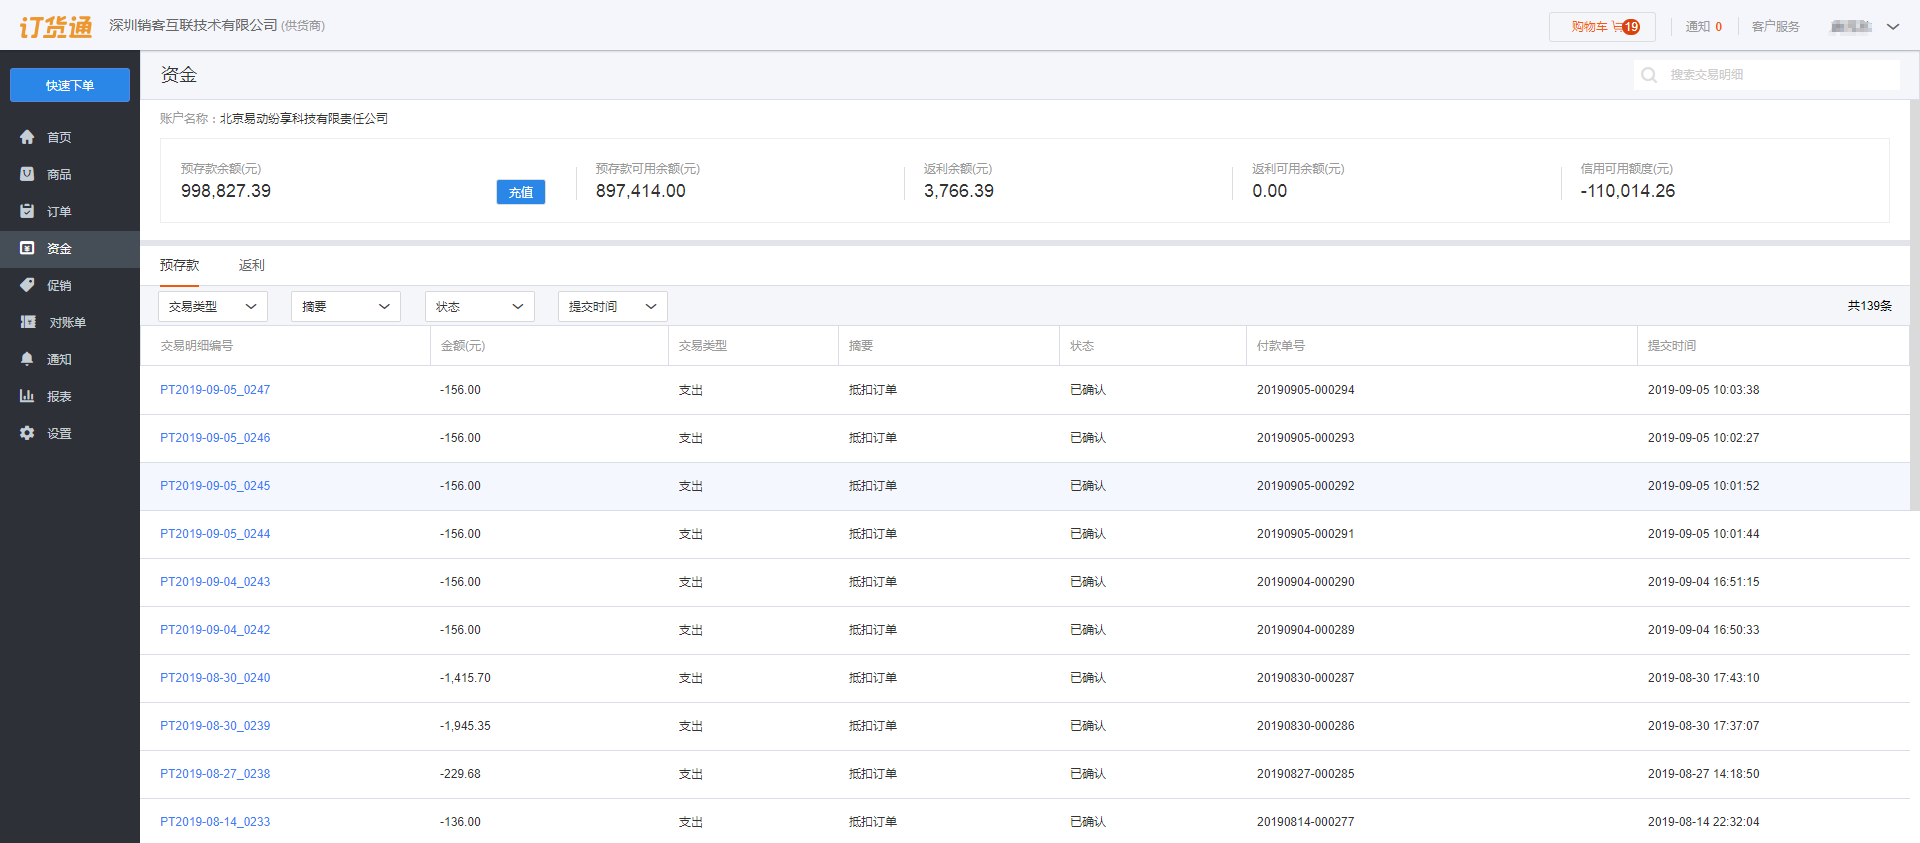 订货通 深圳销客互联技术有限公司 (供货商) 购物车 19 通知 0 客户服务
快速下单
首页
商品
订单
资金
促销
对账单
通知
报表
设置
资金 搜索交易明细
账户名称：北京易动纷享科技有限责任公司
预存款余额(元) 预存款可用余额(元) 返利余额(元) 返利可用余额(元) 信用可用额度(元)
998,827.39 充值 897,414.00 3,766.39 0.00 -110,014.26
预存款 返利
交易类型 摘要 状态 提交时间 共139条
交易明细编号 金额(元) 交易类型 摘要 状态 付款单号 提交时间
PT2019-09-05_0247 -156.00 支出 抵扣订单 已确认 20190905-000294 2019-09-05 10:03:38
PT2019-09-05_0246 -156.00 支出 抵扣订单 已确认 20190905-000293 2019-09-05 10:02:27
PT2019-09-05_0245 -156.00 支出 抵扣订单 已确认 20190905-000292 2019-09-05 10:01:52
PT2019-09-05_0244 -156.00 支出 抵扣订单 已确认 20190905-000291 2019-09-05 10:01:44
PT2019-09-04_0243 -156.00 支出 抵扣订单 已确认 20190904-000290 2019-09-04 16:51:15
PT2019-09-04_0242 -156.00 支出 抵扣订单 已确认 20190904-000289 2019-09-04 16:50:33
PT2019-08-30_0240 -1,415.70 支出 抵扣订单 已确认 20190830-000287 2019-08-30 17:43:10
PT2019-08-30_0239 -1,945.35 支出 抵扣订单 已确认 20190830-000286 2019-08-30 17:37:07
PT2019-08-27_0238 -229.68 支出 抵扣订单 已确认 20190827-000285 2019-08-27 14:18:50
PT2019-08-14_0233 -136.00 支出 抵扣订单 已确认 20190814-000277 2019-08-14 22:32:04